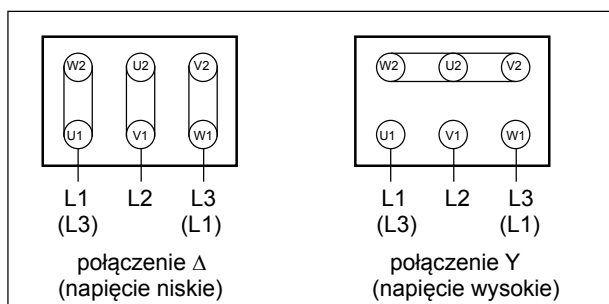 W2 U2 V2
U1 V1 W1
L1 L2 L3
(L3) (L1)
połączenie Δ
(napięcie niskie)
W2 U2 V2
U1 V1 W1
L1 L2 L3
(L3) (L1)
połączenie Y
(napięcie wysokie)